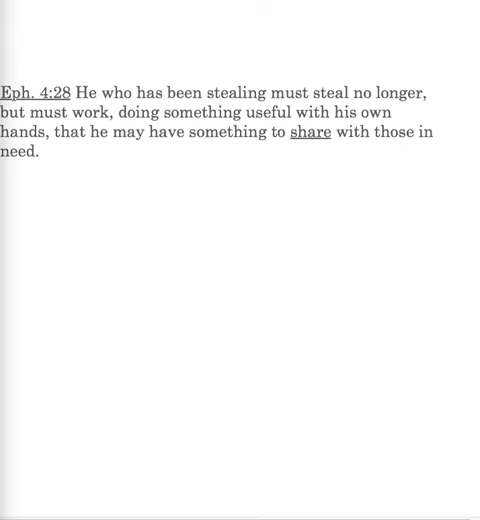 Eph. 4:28 He who has been stealing must steal no longer,
but must work, doing something useful with his own
hands, that he may have something to share with those in
need.